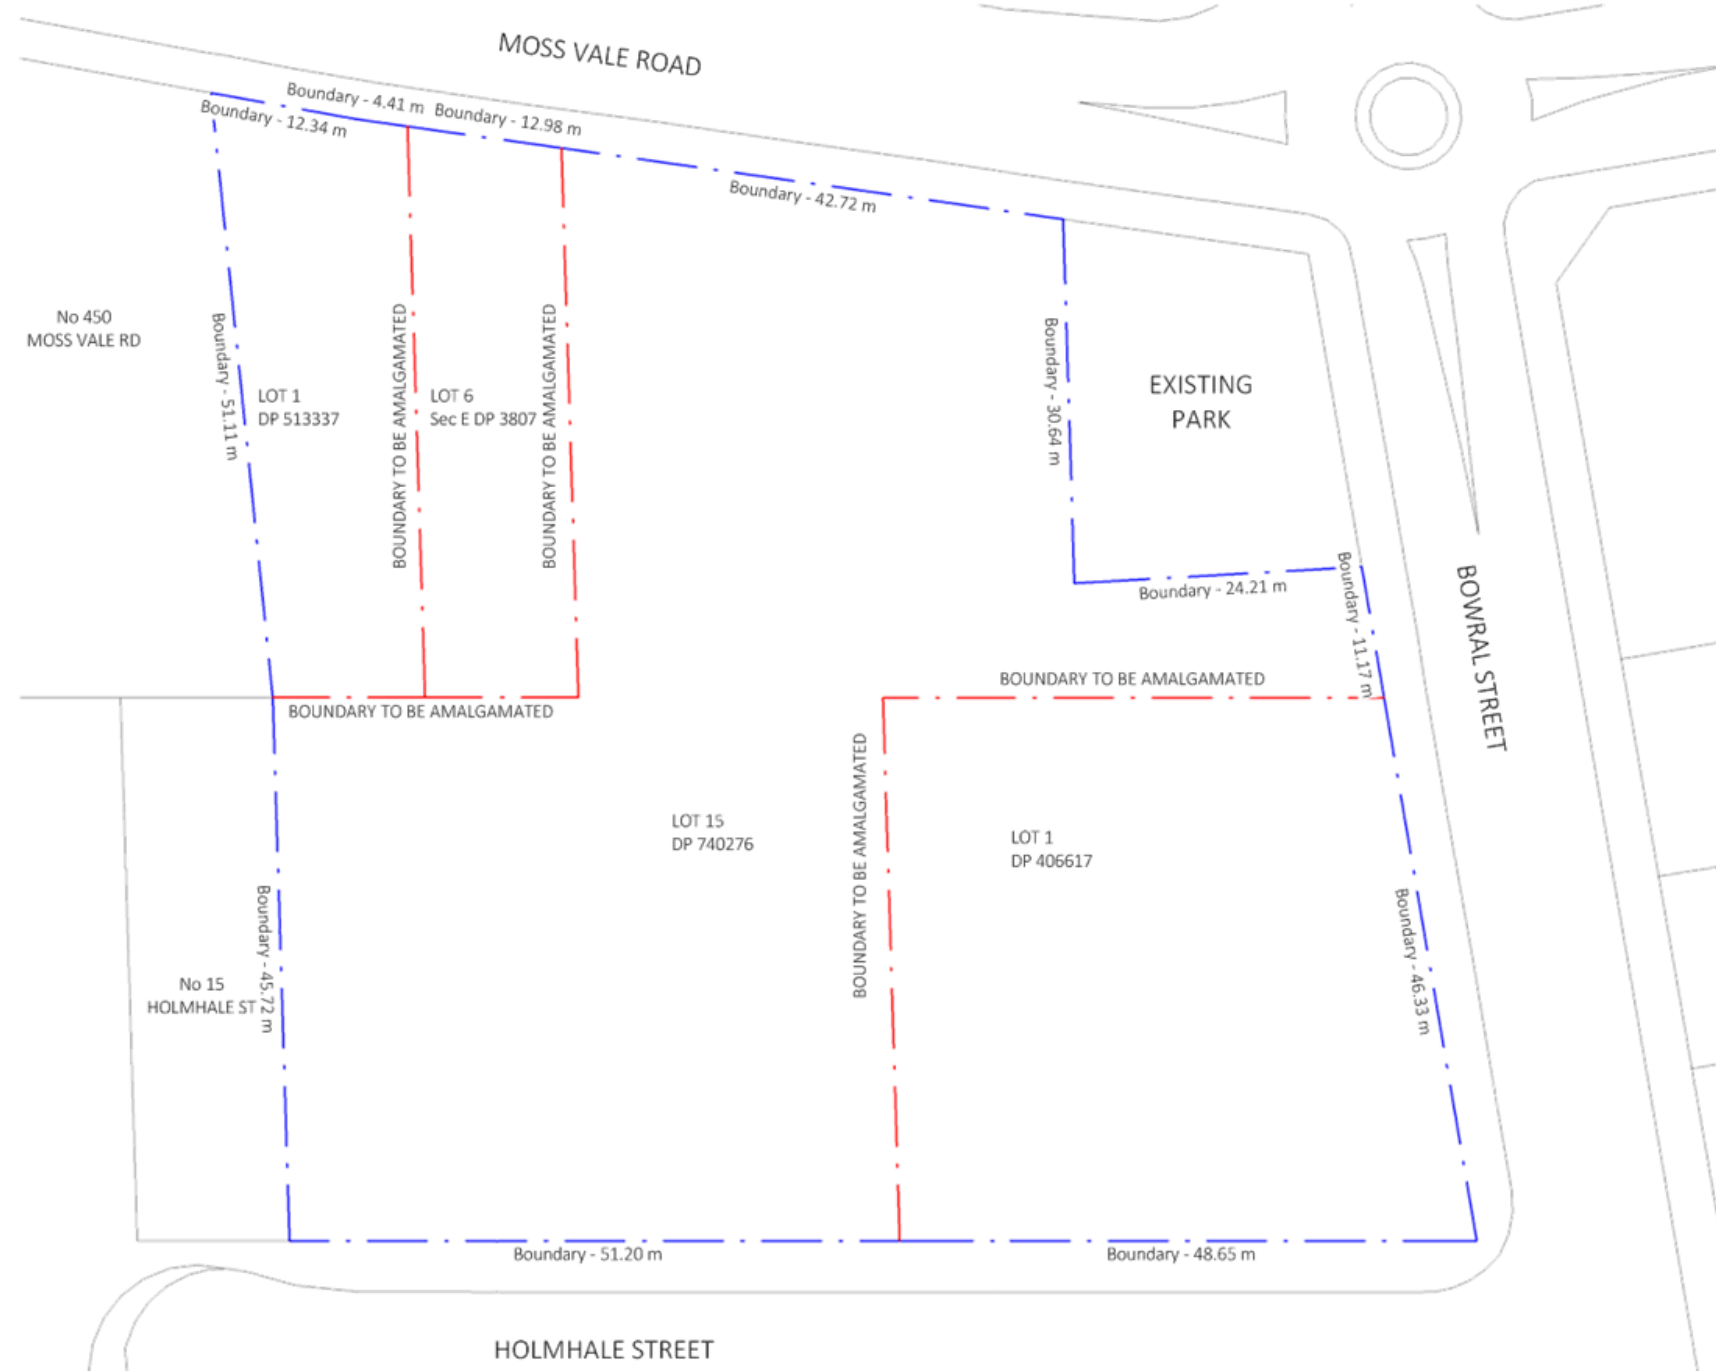 MOSS VALE ROAD
Boundary - 4.41 m
Boundary - 12.98 m
Boundary - 12.34 m
Boundary - 42.72 m
No 450
MOSS VALE RD
Boundary - 51.11 m
LOT 1
DP 513337
BOUNDARY TO BE AMALGAMATED
LOT 6
Sec E DP 3807
BOUNDARY TO BE AMALGAMATED
Boundary - 30.64 m
EXISTING
PARK
Boundary - 24.21 m
Boundary - 11.17 m
BOWRAL STREET
BOUNDARY TO BE AMALGAMATED
BOUNDARY TO BE AMALGAMATED
BOUNDARY TO BE AMALGAMATED
LOT 15
DP 740276
LOT 1
DP 406617
No 15
HOLMHALE ST
Boundary - 45.72 m
Boundary - 46.33 m
Boundary - 51.20 m
Boundary - 48.65 m
HOLMHALE STREET